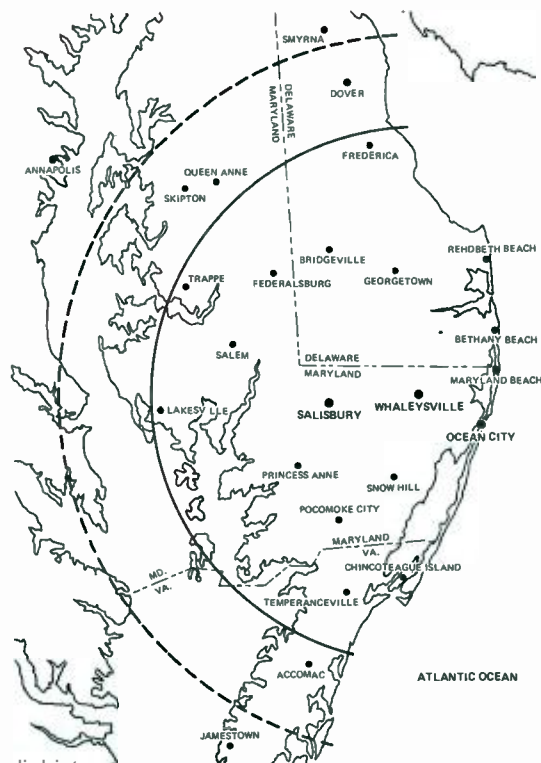 SMYRNA
DOVER
DELAWARE
MARYLAND
ANNAPOLIS
FREDERICA
QUEEN ANNE
SKIPTON
BRIDGEVILLE
REHDBETH BEACH
TRAPPE
FEDERALSBURG
GEORGETOWN
BETHANY BEACH
SALEM
DELAWARE
MARYLAND
MARYLAND BEACH
LAKESVILLE
SALISBURY
WHALEYSVILLE
OCEAN CITY
PRINCESS ANNE
SNOW HILL
POCOMOKE CITY
MARYLAND
VA.
CHINCOTEAGUE ISLAND
MD.
VA.
TEMPERANCEVILLE
ACCOMAC
ATLANTIC OCEAN
JAMESTOWN